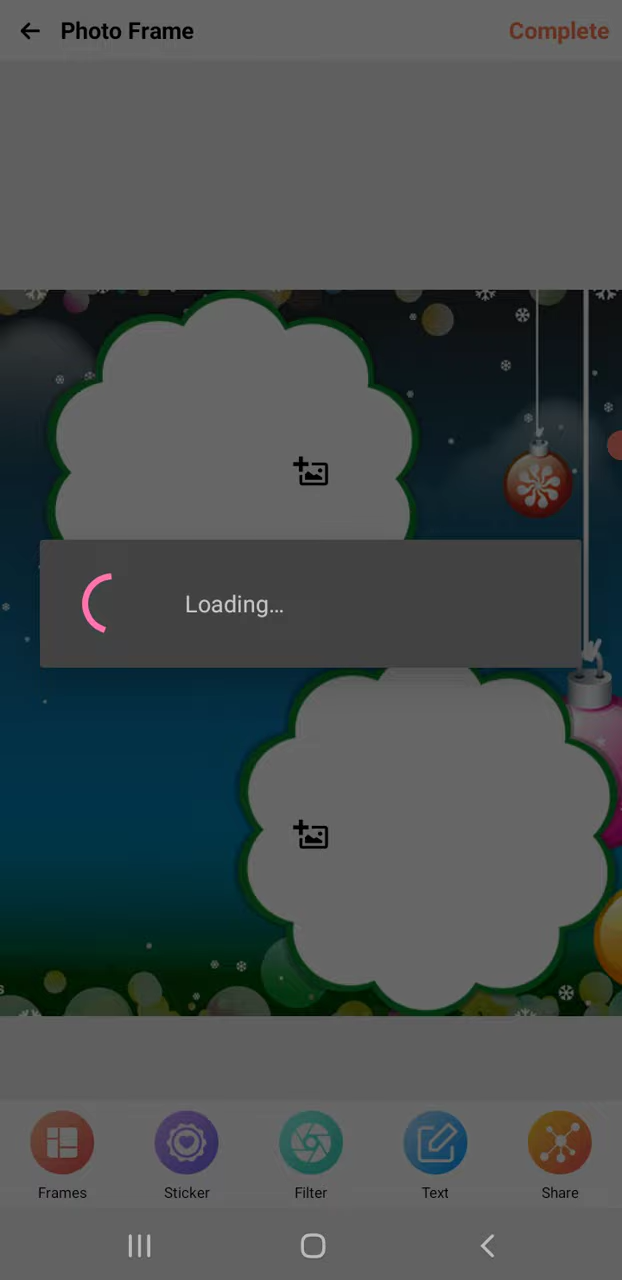 Photo Frame
Complete
Loading...
Frames
Sticker
Filter
Text
Share